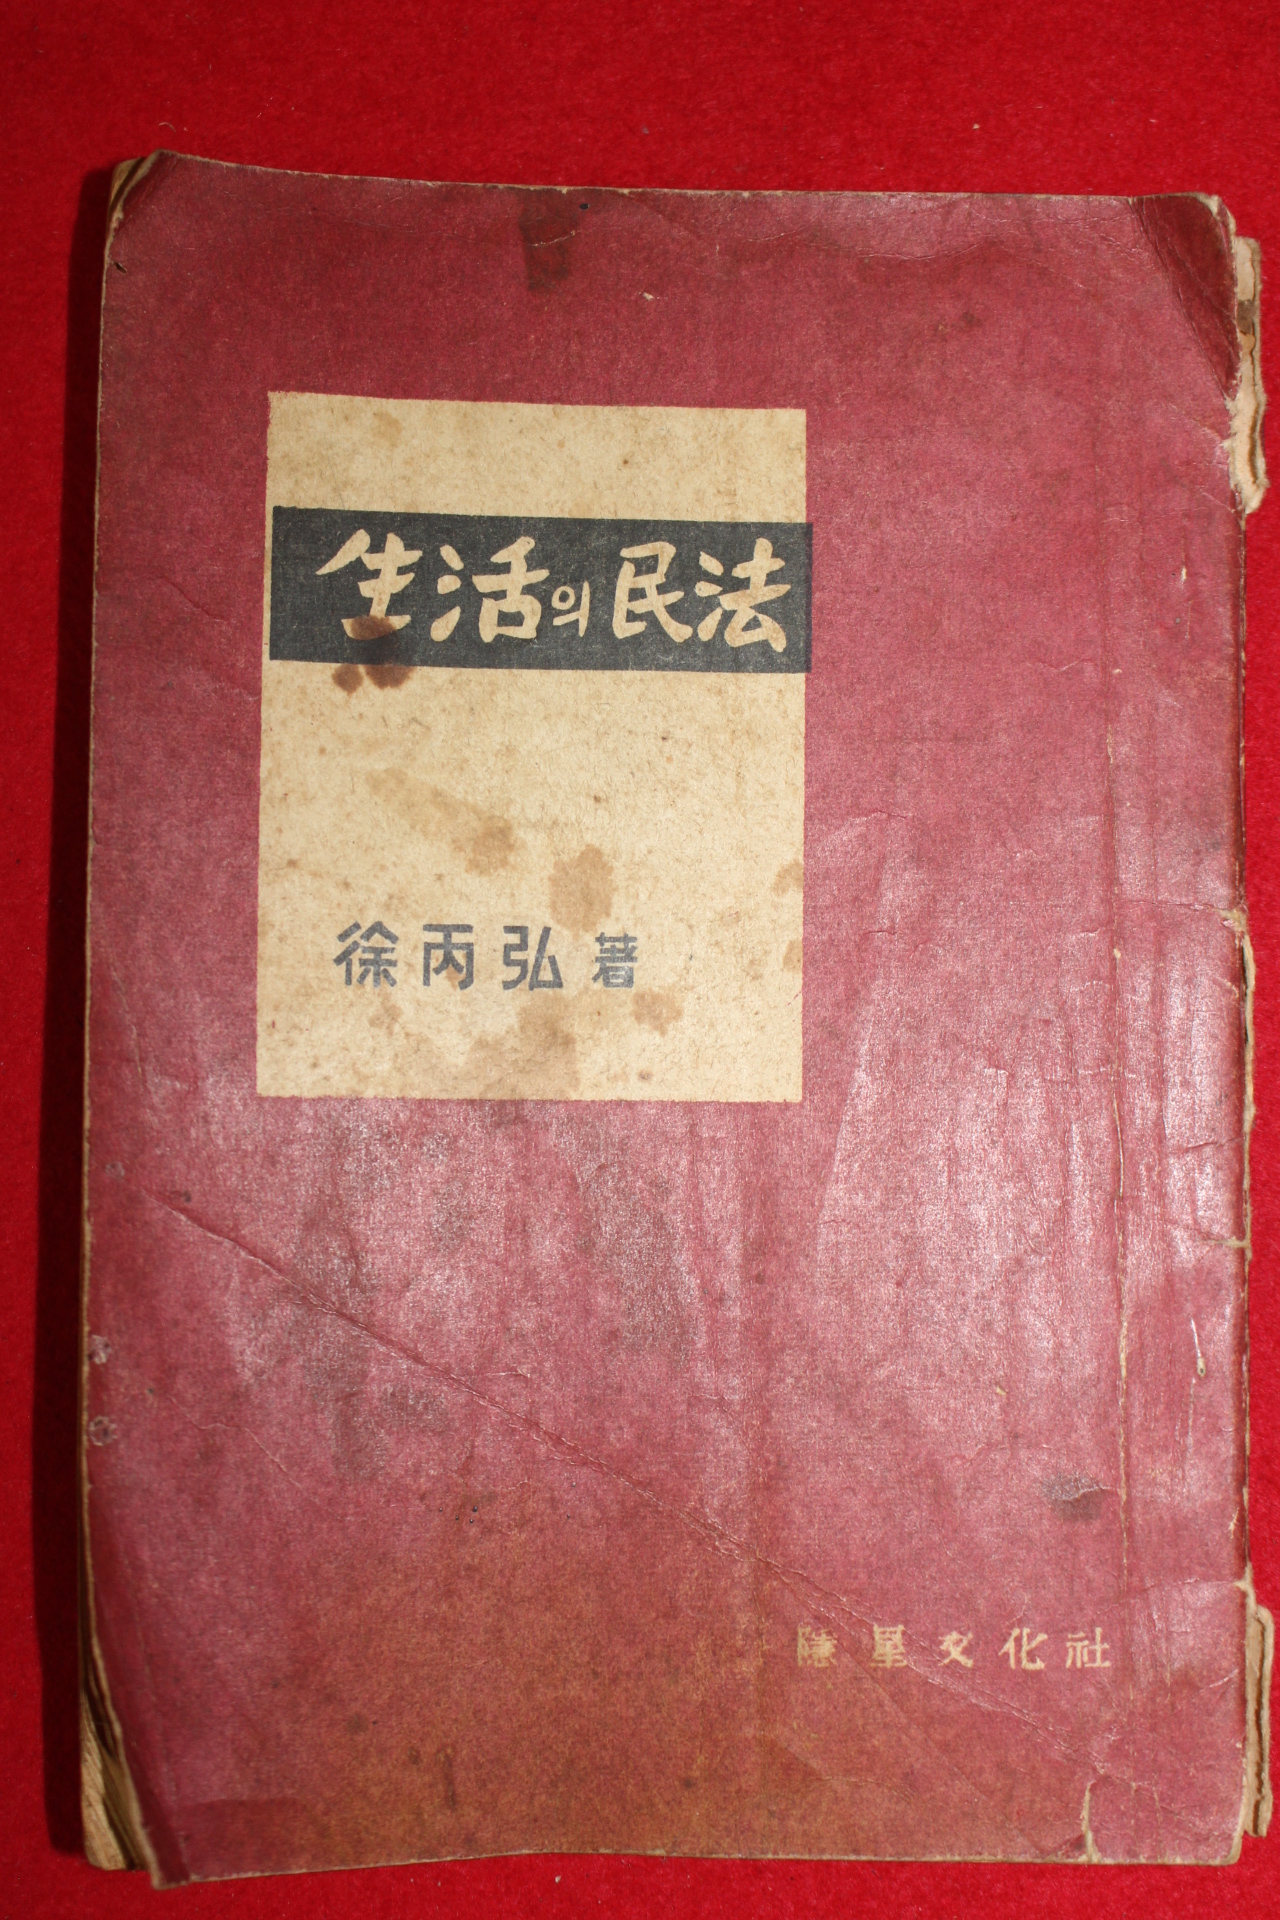 生活의 民法
徐丙弘 著
隆星文化社